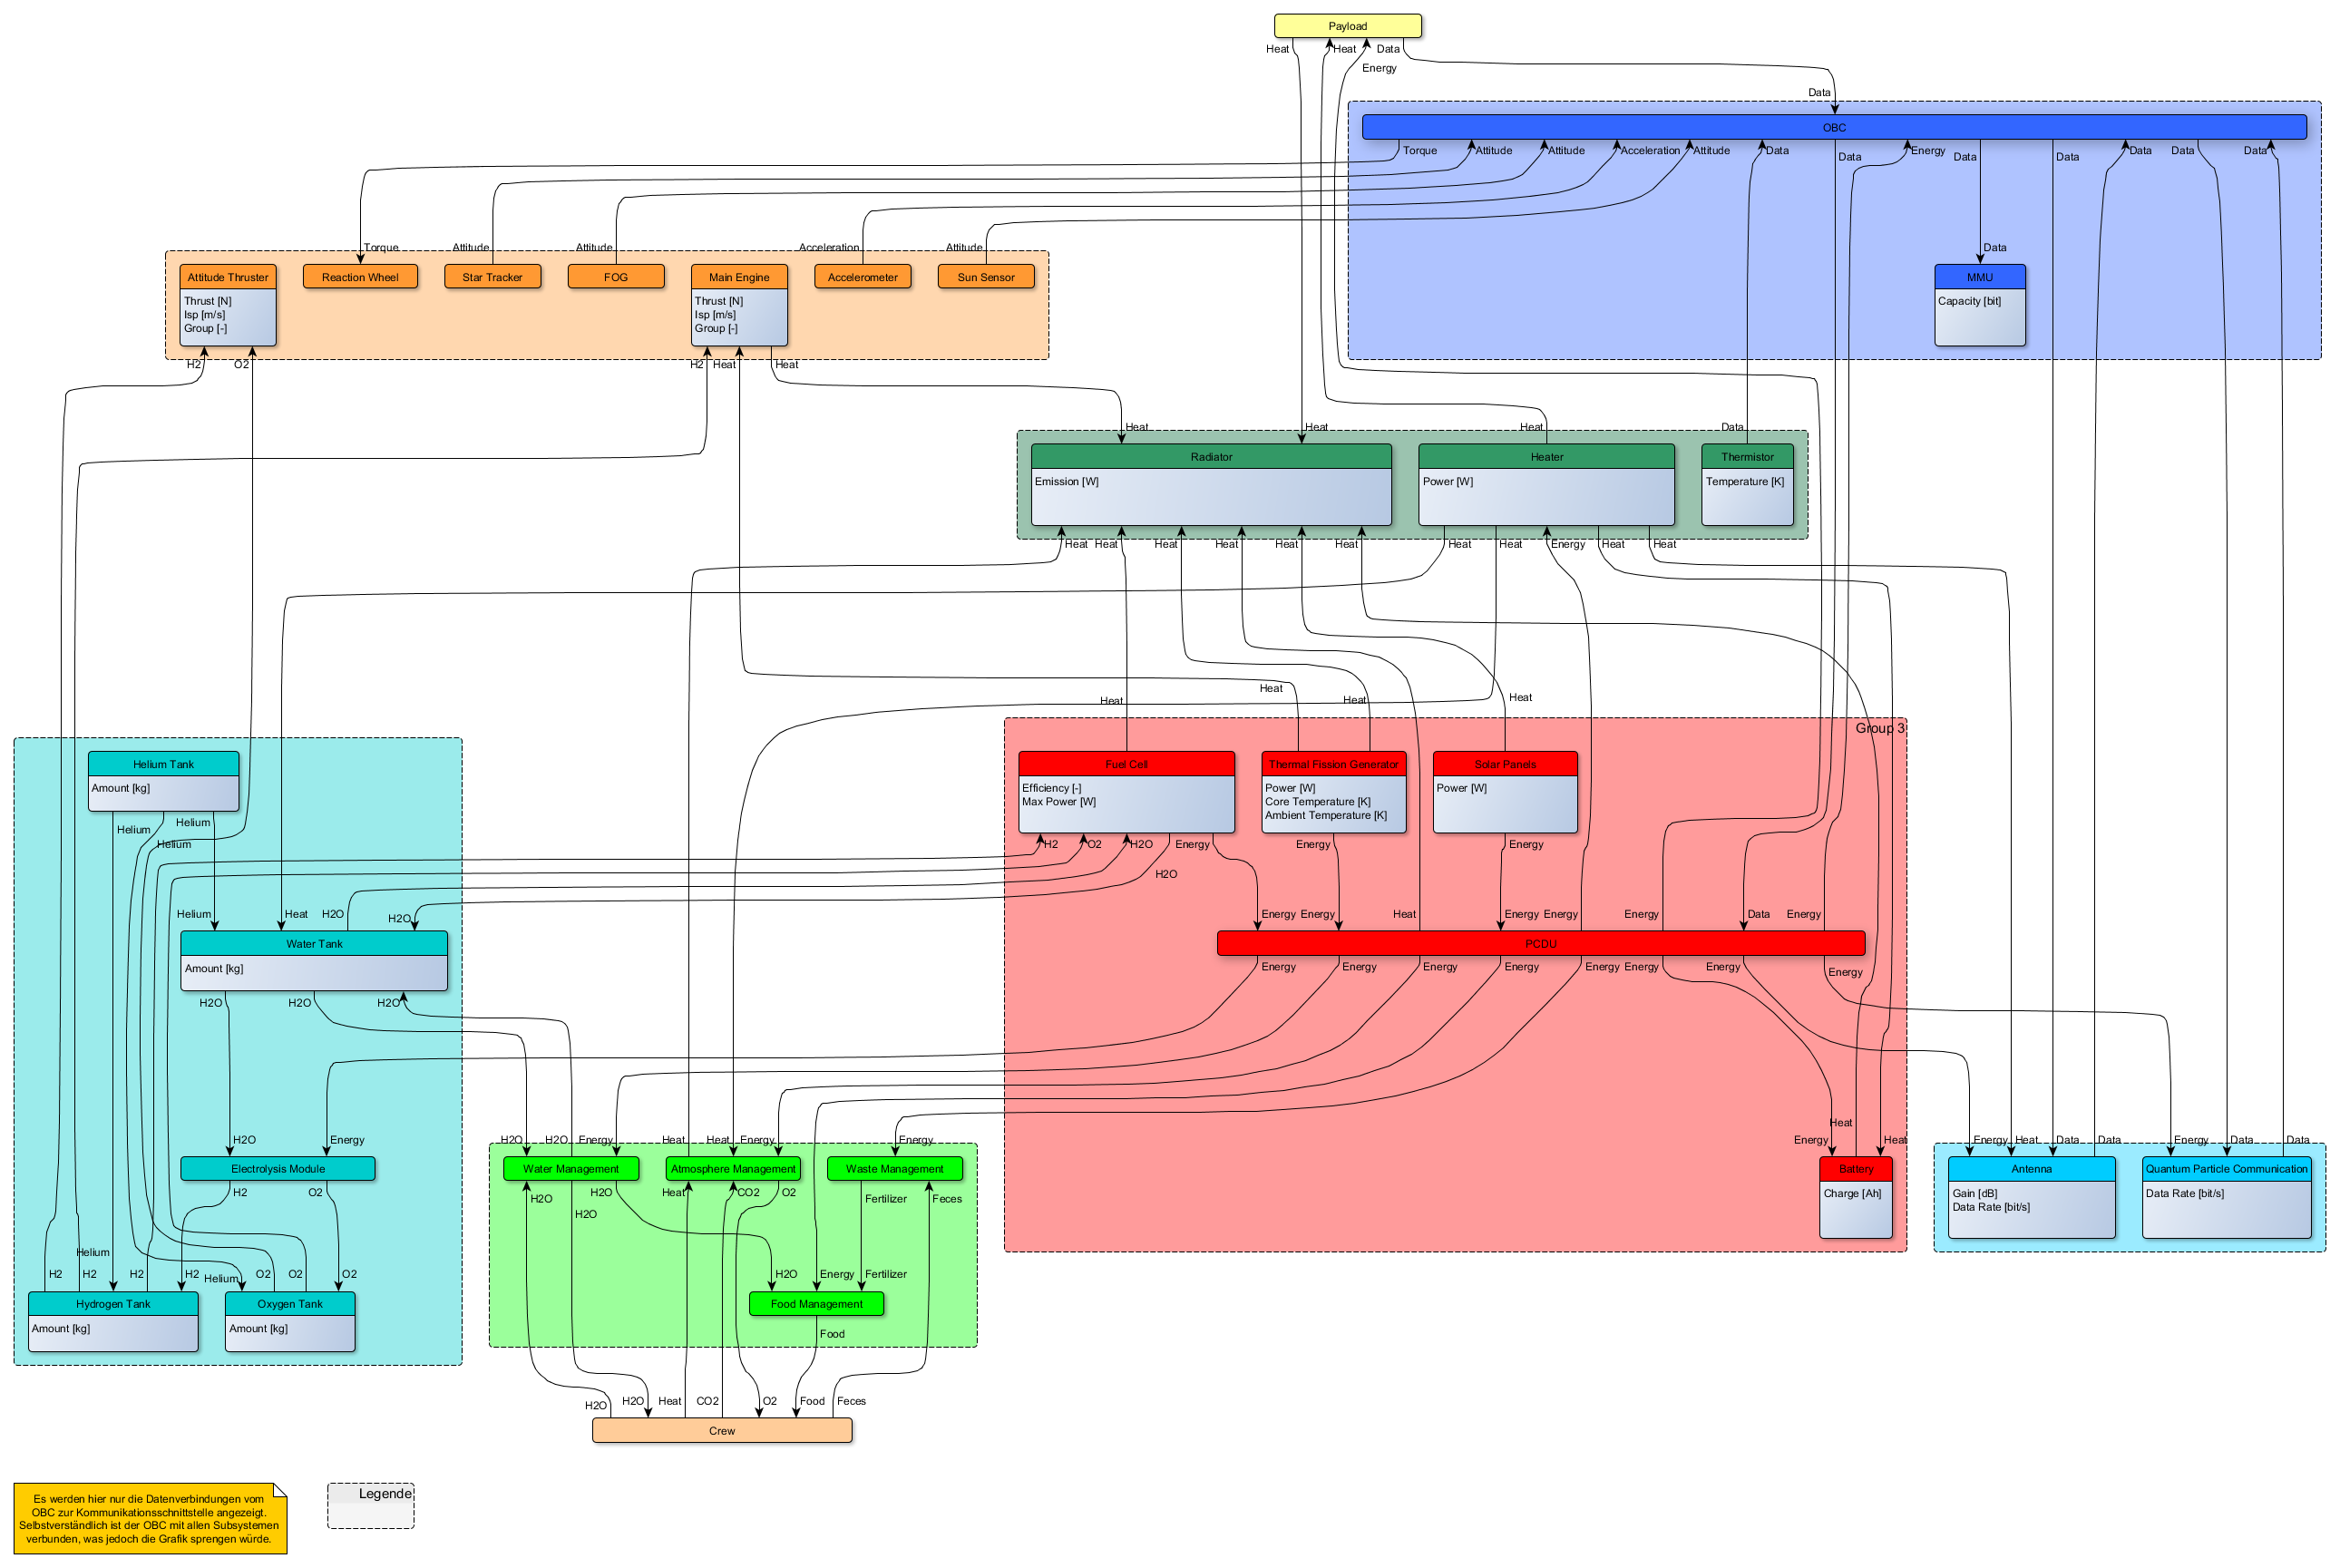 Payload
Heat
Heat
Data
Energy
Data
OBC
Torque
Attitude
Attitude
Acceleration
Attitude
Data
Data
Energy
Data
Data
Data
Data
Data
Torque
Attitude
Attitude
Acceleration
Attitude
Data
Attitude Thruster
Thrust [N]
Isp [m/s]
Group [-]
Reaction Wheel
Star Tracker
FOG
Main Engine
Thrust [N]
Isp [m/s]
Group [-]
Accelerometer
Sun Sensor
MMU
Capacity [bit]
H2
O2
H2
Heat
Heat
Heat
Heat
Heat
Data
Radiator
Emission [W]
Heater
Power [W]
Thermistor
Temperature [K]
Heat
Heat
Heat
Heat
Heat
Heat
Heat
Heat
Energy
Heat
Heat
Heat
Heat
Heat
Heat
Group 3
Helium Tank
Amount [kg]
Fuel Cell
Efficiency [-]
Max Power [W]
Thermal Fission Generator
Power [W]
Core Temperature [K]
Ambient Temperature [K]
Solar Panels
Power [W]
Helium
Helium
Helium
H2
O2
H2O
Energy
H2O
Energy
Energy
Helium
Heat
H2O
H2O
Energy
Energy
Heat
Energy
Energy
Energy
Data
Energy
Water Tank
Amount [kg]
PCDU
H2O
H2O
H2O
Energy
Energy
Energy
Energy
Energy
Energy
Energy
Energy
H2O
Energy
H2O
H2O
Energy
Heat
Heat
Energy
Energy
Heat
Energy
Heat
Energy
Heat
Data
Data
Energy
Data
Data
Electrolysis Module
Water Management
Atmosphere Management
Waste Management
Battery
Charge [Ah]
Antenna
Gain [dB]
Data Rate [bit/s]
Quantum Particle Communication
Data Rate [bit/s]
H2
O2
H2O
H2O
H2O
Heat
CO2
O2
Fertilizer
Feces
Helium
H2
H2
H2
H2
Helium
O2
O2
O2
H2O
Energy
Fertilizer
Hydrogen Tank
Amount [kg]
Oxygen Tank
Amount [kg]
Food Management
Food
H2O
H2O
Heat
CO2
O2
Food
Feces
Crew
Es werden hier nur die Datenverbindungen vom
OBC zur Kommunikationsschnittstelle angezeigt.
Selbstverständlich ist der OBC mit allen Subsystemen
verbunden, was jedoch die Grafik sprengen würde.
Legende